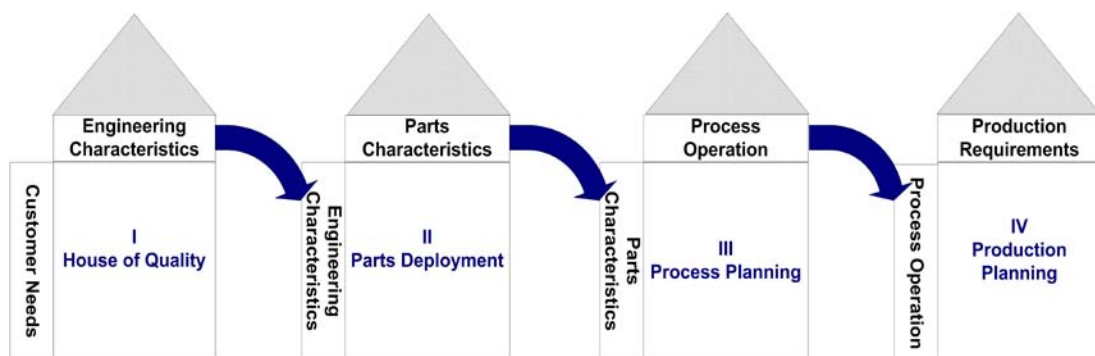 Engineering
Characteristics
Customer Needs
I
House of Quality
Parts
Characteristics
Engineering
Characteristics
II
Parts Deployment
Process
Operation
Parts
Characteristics
III
Process Planning
Production
Requirements
Process Operation
IV
Production
Planning